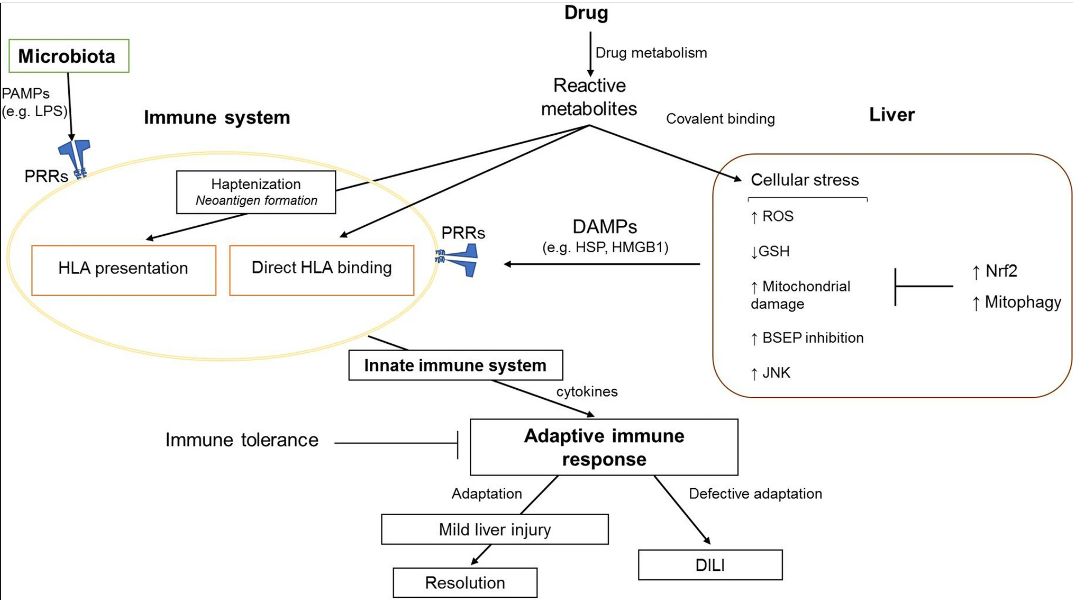 Drug
Drug metabolism
Reactive
metabolites
Microbiota
PAMPs
(e.g. LPS)
PRRs
Immune system
Haptenization
Neoantigen formation
HLA presentation
Direct HLA binding
PRRs
DAMPs
(e.g. HSP, HMGB1)
Covalent binding
Liver
Cellular stress
↑ ROS
↓GSH
↑ Mitochondrial
damage
↑ BSEP inhibition
↑ JNK
↑ Nrf2
↑ Mitophagy
Innate immune system
cytokines
Immune tolerance
Adaptive immune
response
Adaptation
Defective adaptation
Mild liver injury
Resolution
DILI